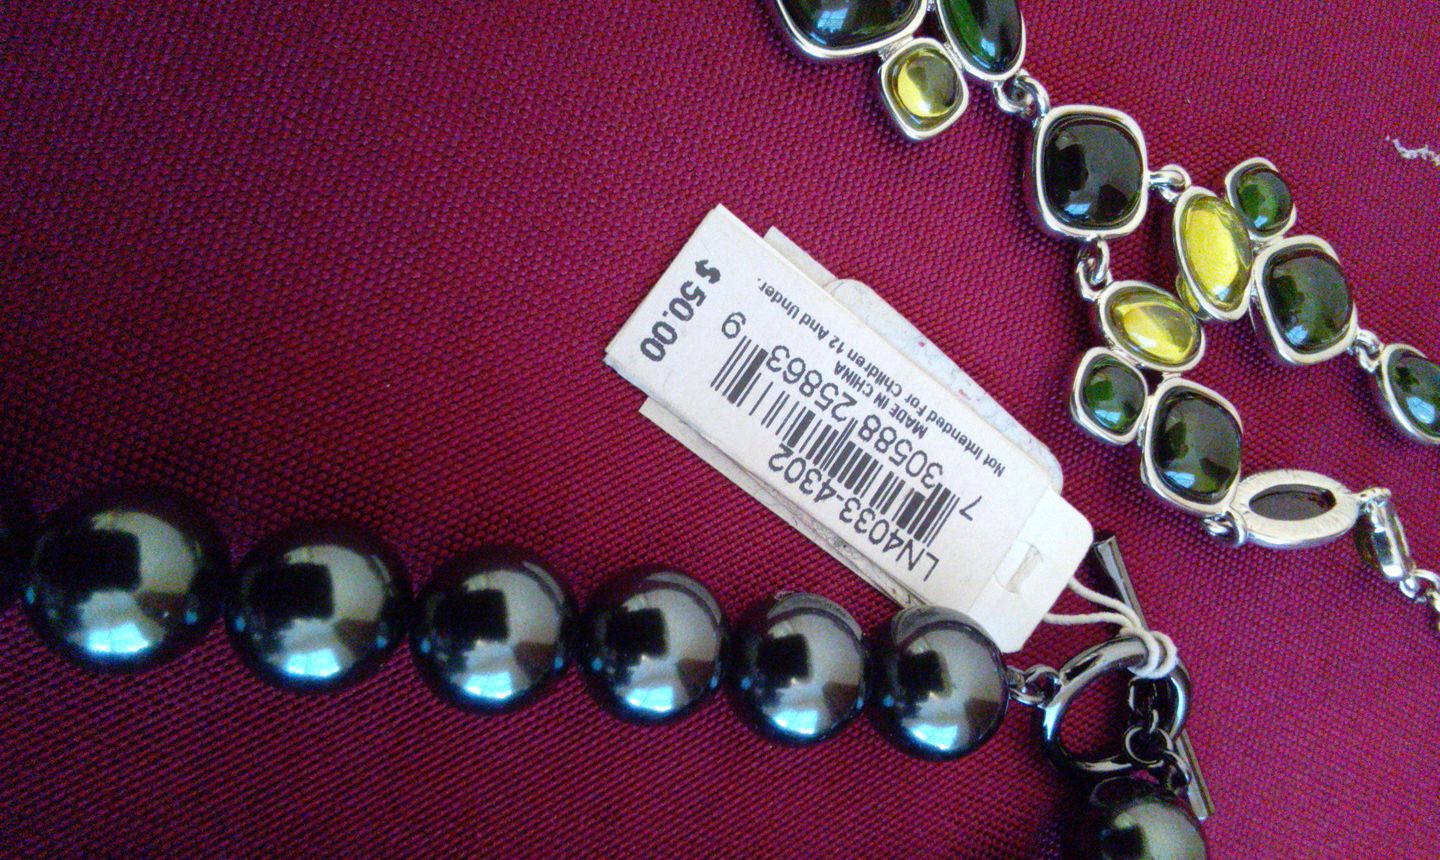 LN4033-4302
7 30588 25863 9
MADE IN CHINA
Not Intended For Children 12 And Under.
$ 50.00